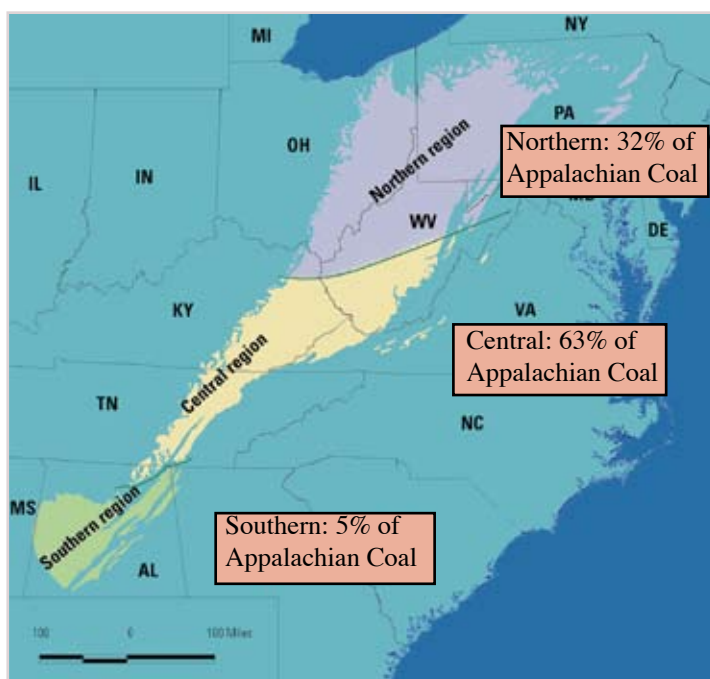 MI
NY
PA
OH
Northern: 32% of
Appalachian Coal
Northern region
IN
IL
WV
DE
KY
VA
Central: 63% of
Appalachian Coal
Central region
TN
NC
MS
Southern region
Southern: 5% of
Appalachian Coal
AL
100 0 100 Miles